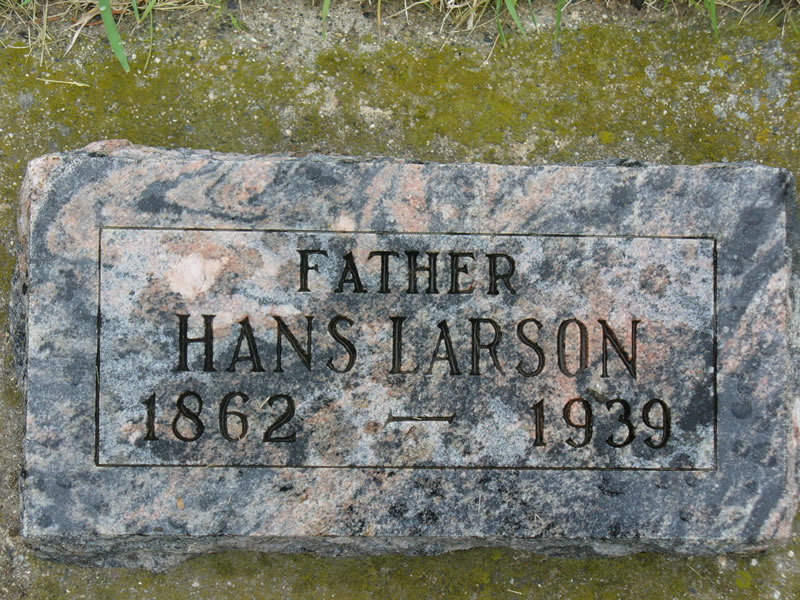 FATHER
HANS LARSON
1862 — 1939